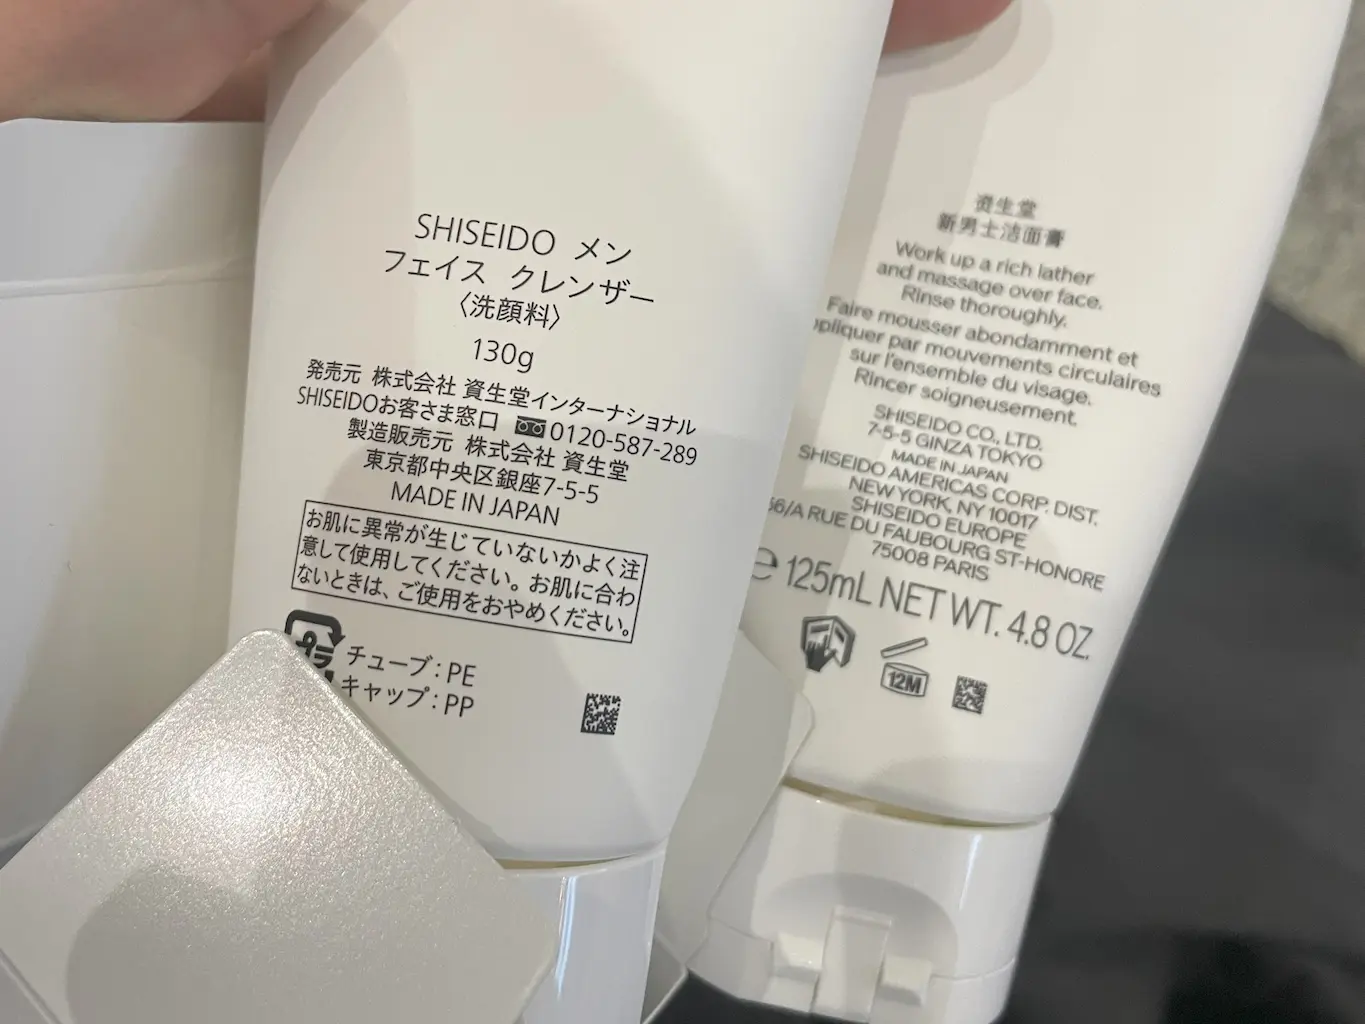 SHISEIDO メン
フェイス クレンザー
〈洗顔料〉
130g
発売元 株式会社 資生堂インターナショナル
SHISEIDOお客さま窓口 0120-587-289
製造販売元 株式会社 資生堂
東京都中央区銀座7-5-5
MADE IN JAPAN
お肌に異常が生じていないかよく注
意して使用してください。お肌に合わ
ないときは、ご使用をおやめください。
プラ
チューブ:PE
キャップ:PP
資生堂
新男士洁面膏
Work up a rich lather
and massage over face.
Rinse thoroughly.
Faire mousser abondamment et
par mouvements circulaires
sur l'ensemble du visage.
Rincer soigneusement.
SHISEIDO CO., LTD.
7-5-5 GINZA TOKYO
MADE IN JAPAN
SHISEIDO AMERICAS CORP. DIST.
NEW YORK, NY 10017
SHISEIDO EUROPE
RUE DU FAUBOURG ST-HONORE
75008 PARIS
e 125mL NET WT. 4.8 OZ.
12M